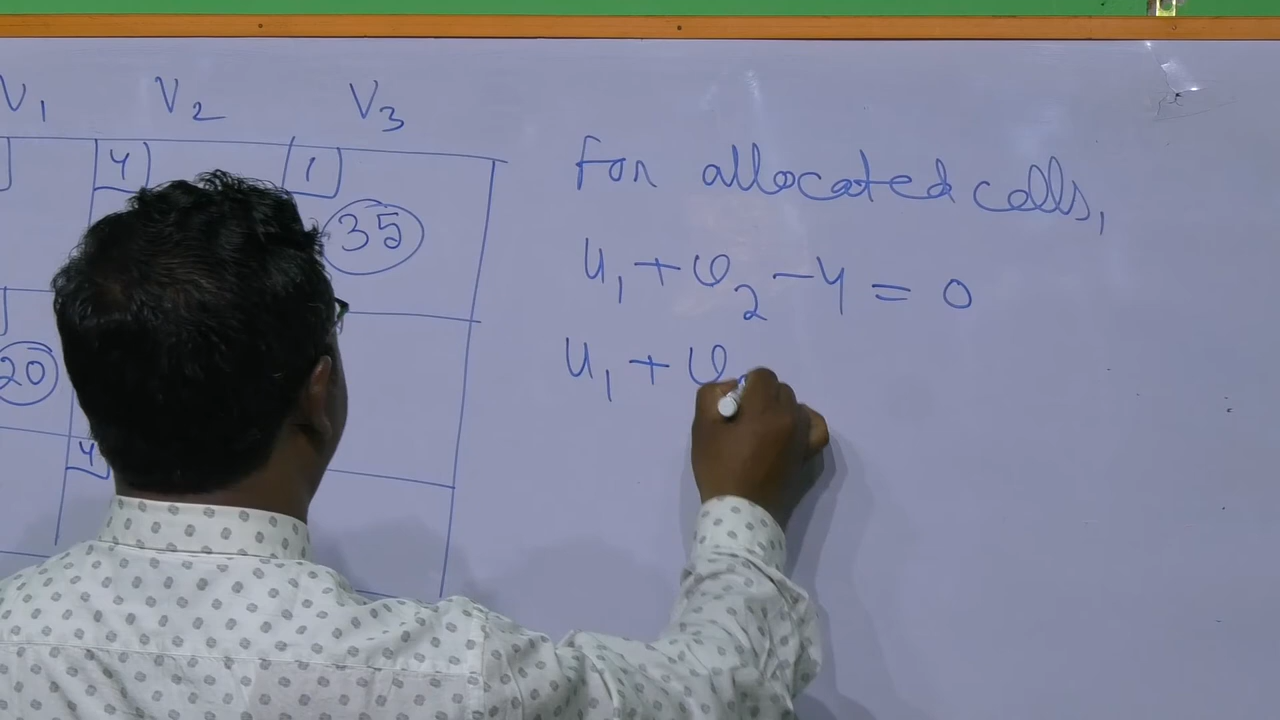 V₁ V₂ V₃
4 1
35
20
4
For allocated cells,
u₁ + v₂ - 4 = 0
u₁ + v